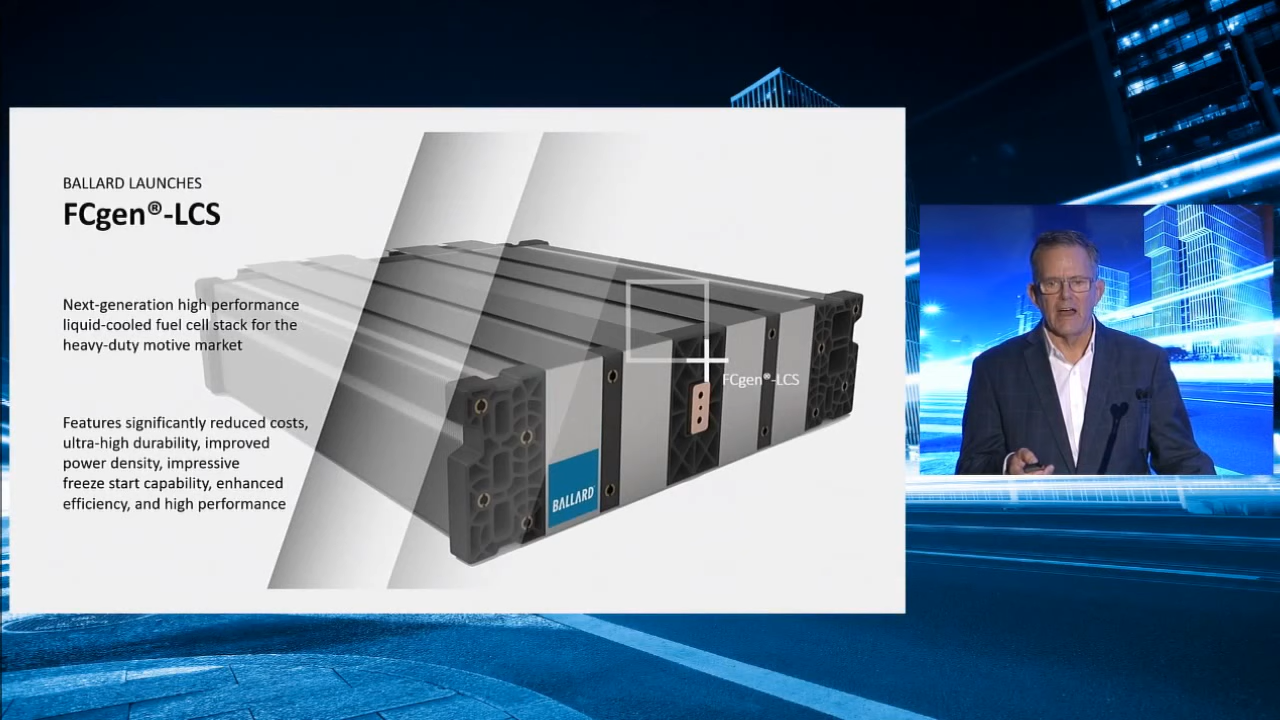 BALLARD LAUNCHES
FCgen®-LCS
Next-generation high performance
liquid-cooled fuel cell stack for the
heavy-duty motive market
Features significantly reduced costs,
ultra-high durability, improved
power density, impressive
freeze start capability, enhanced
efficiency, and high performance
FCgen®-LCS
BALLARD